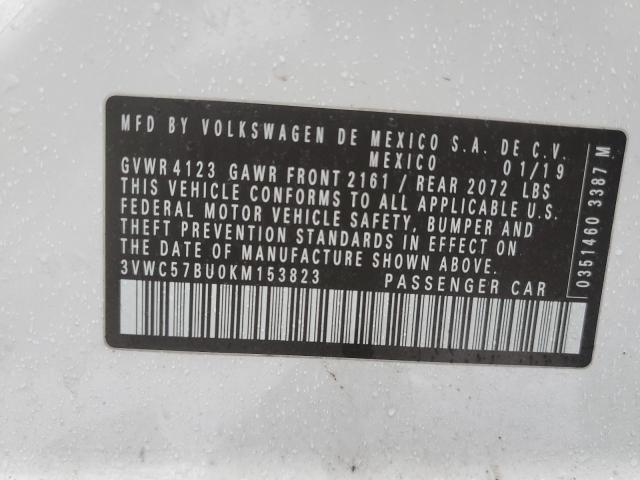 MFD BY VOLKSWAGEN DE MEXICO S.A. DE C.V.
MEXICO 01/19
GVWR 4123 GAWR FRONT 2161 / REAR 2072 LBS
THIS VEHICLE CONFORMS TO ALL APPLICABLE U.S.
FEDERAL MOTOR VEHICLE SAFETY, BUMPER AND
THEFT PREVENTION STANDARDS IN EFFECT ON
THE DATE OF MANUFACTURE SHOWN ABOVE.
3VWC57BU0KM153823 PASSENGER CAR
0351460 3387 M